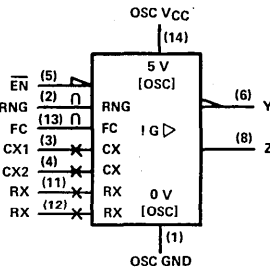 OSC VCC
(14)
5 V
[OSC]
EN (5)
RNG (2) RNG
FC (13) FC
CX1 (3) CX
CX2 (4) CX
RX (11) RX
RX (12) RX
! G ▷
(6) Y
(8) Z
0 V
[OSC]
(1)
OSC GND